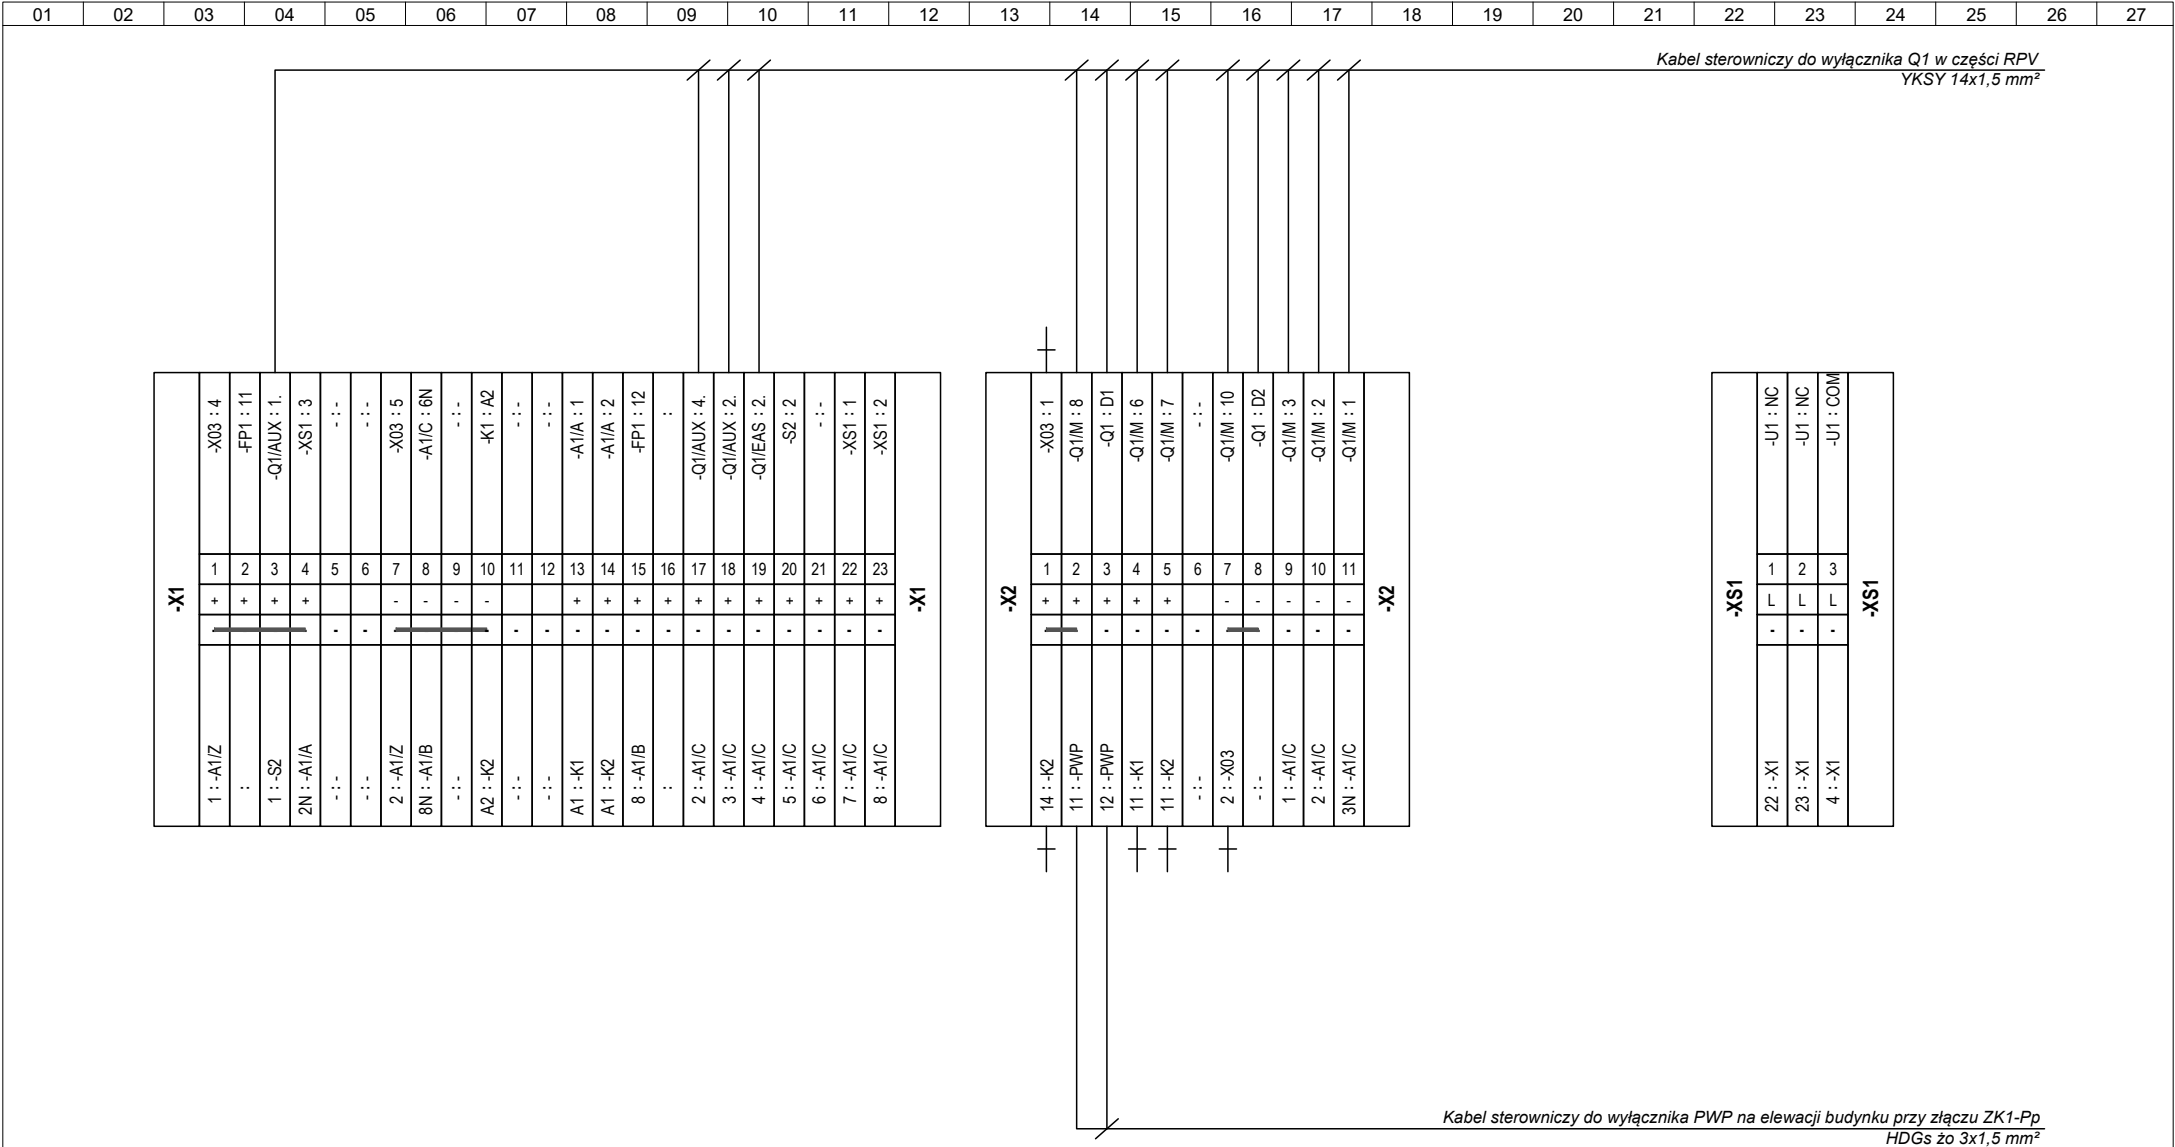 01 02 03 04 05 06 07 08 09 10 11 12 13 14 15 16 17 18 19 20 21 22 23 24 25 26 27
Kabel sterowniczy do wyłącznika Q1 w części RPV
YKSY 14x1,5 mm²
-X1
-X03 : 4
-FP1 : 11
-Q1/AUX : 1.
-XS1 : 3
- : -
- : -
-X03 : 5
-A1/C : 6N
- : -
-K1 : A2
- : -
- : -
-A1/A : 1
-A1/A : 2
-FP1 : 12
:
-Q1/AUX : 4.
-Q1/AUX : 2.
-Q1/EAS : 2.
-S2 : 2
- : -
-XS1 : 1
-XS1 : 2
1 2 3 4 5 6 7 8 9 10 11 12 13 14 15 16 17 18 19 20 21 22 23
+ + + + - - - - + + + + + + + + + + +
- - - - - - - - - - - - - - - - - -
1 : -A1/Z
:
1 : -S2
2N : -A1/A
- : -
- : -
2 : -A1/Z
8N : -A1/B
- : -
A2 : -K2
- : -
- : -
A1 : -K1
A1 : -K2
8 : -A1/B
:
2 : -A1/C
3 : -A1/C
4 : -A1/C
5 : -A1/C
6 : -A1/C
7 : -A1/C
8 : -A1/C
-X1
-X2
-X03 : 1
-Q1/M : 8
-Q1 : D1
-Q1/M : 6
-Q1/M : 7
- : -
-Q1/M : 10
-Q1 : D2
-Q1/M : 3
-Q1/M : 2
-Q1/M : 1
1 2 3 4 5 6 7 8 9 10 11
+ + + + + - - - - -
- - - - - - -
14 : -K2
11 : -PWP
12 : -PWP
11 : -K1
11 : -K2
- : -
2 : -X03
- : -
1 : -A1/C
2 : -A1/C
3N : -A1/C
-X2
-XS1
-U1 : NC
-U1 : NC
-U1 : COM
1 2 3
L L L
- - -
22 : -X1
23 : -X1
4 : -X1
-XS1
Kabel sterowniczy do wyłącznika PWP na elewacji budynku przy złączu ZK1-Pp
HDGs żo 3x1,5 mm²